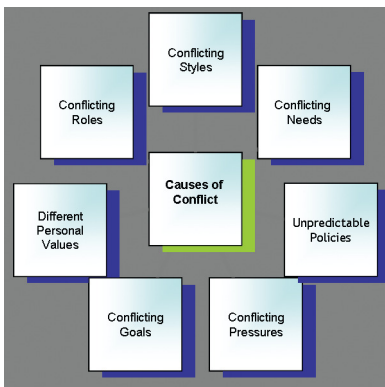 Conflicting
Styles
Conflicting
Roles
Conflicting
Needs
Causes of
Conflict
Different
Personal
Values
Unpredictable
Policies
Conflicting
Goals
Conflicting
Pressures